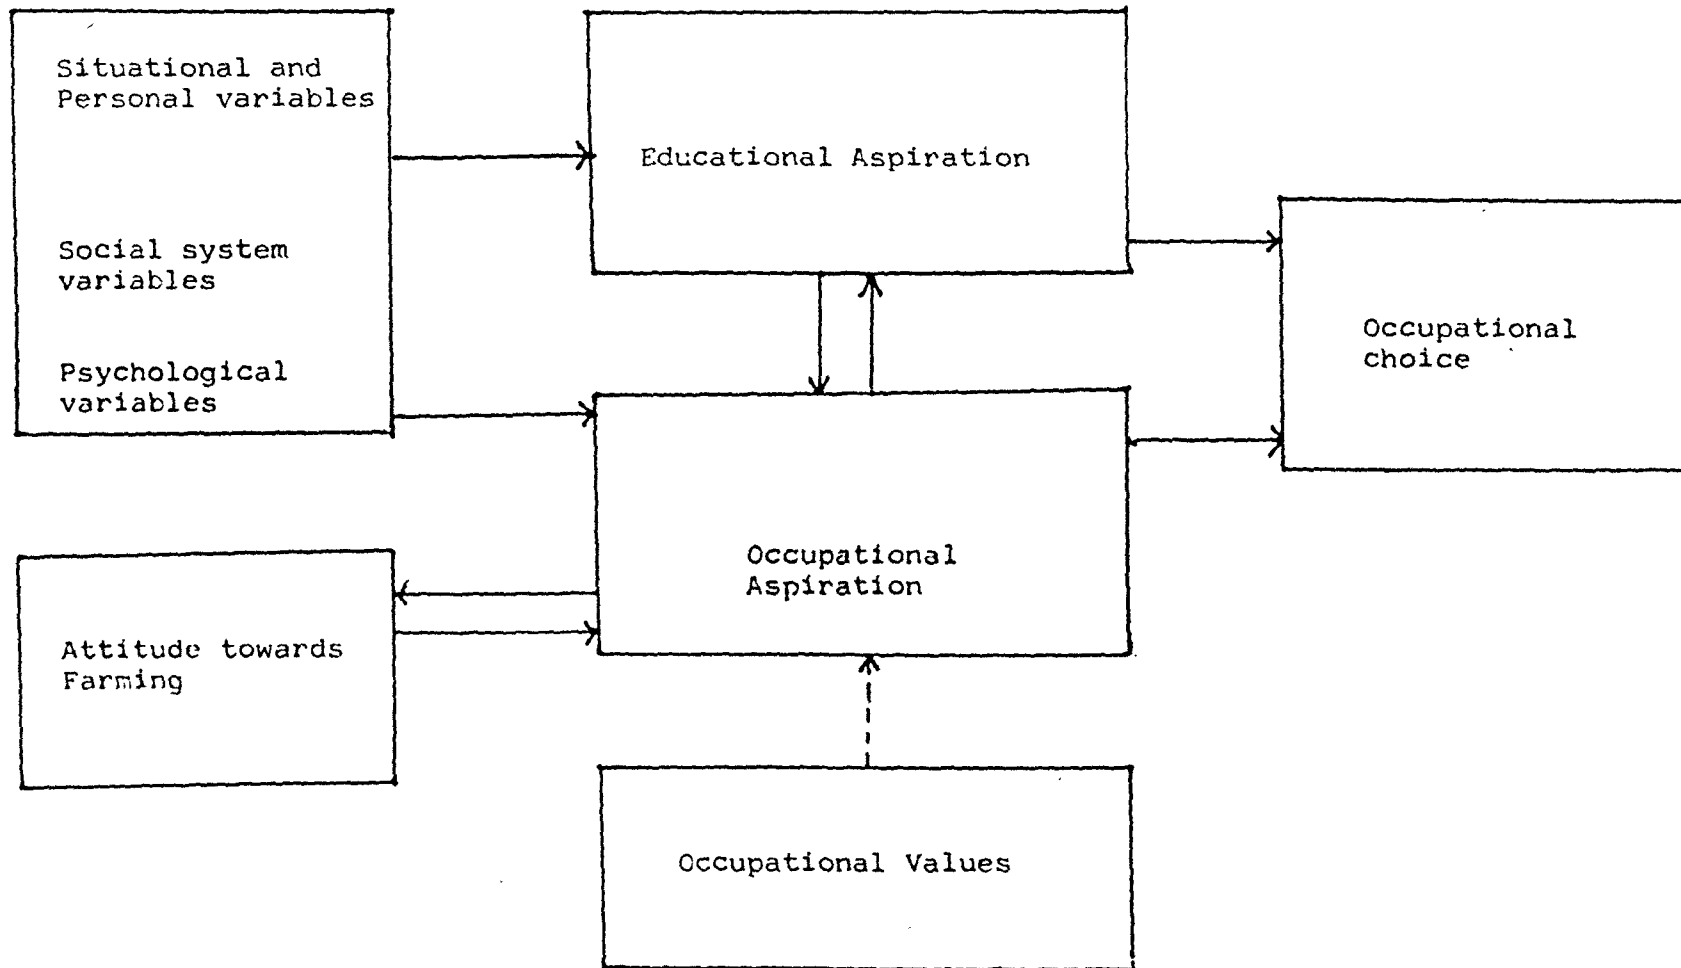 Situational and
Personal variables
Social system
variables
Psychological
variables
Educational Aspiration
Occupational
choice
Occupational
Aspiration
Attitude towards
Farming
Occupational Values